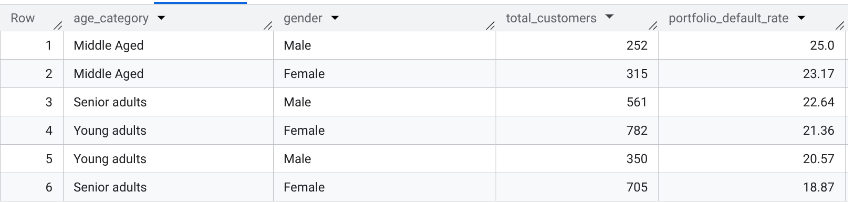 Row age_category gender total_customers portfolio_default_rate
1 Middle Aged Male 252 25.0
2 Middle Aged Female 315 23.17
3 Senior adults Male 561 22.64
4 Young adults Female 782 21.36
5 Young adults Male 350 20.57
6 Senior adults Female 705 18.87